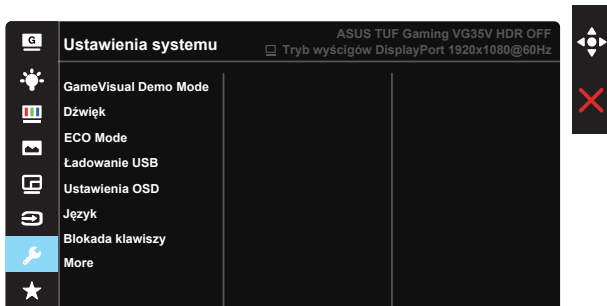 G
Ustawienia systemu
ASUS TUF Gaming VG35V HDR OFF
Tryb wyścigów DisplayPort 1920x1080@60Hz
GameVisual Demo Mode
Dźwięk
ECO Mode
Ładowanie USB
Ustawienia OSD
Język
Blokada klawiszy
More